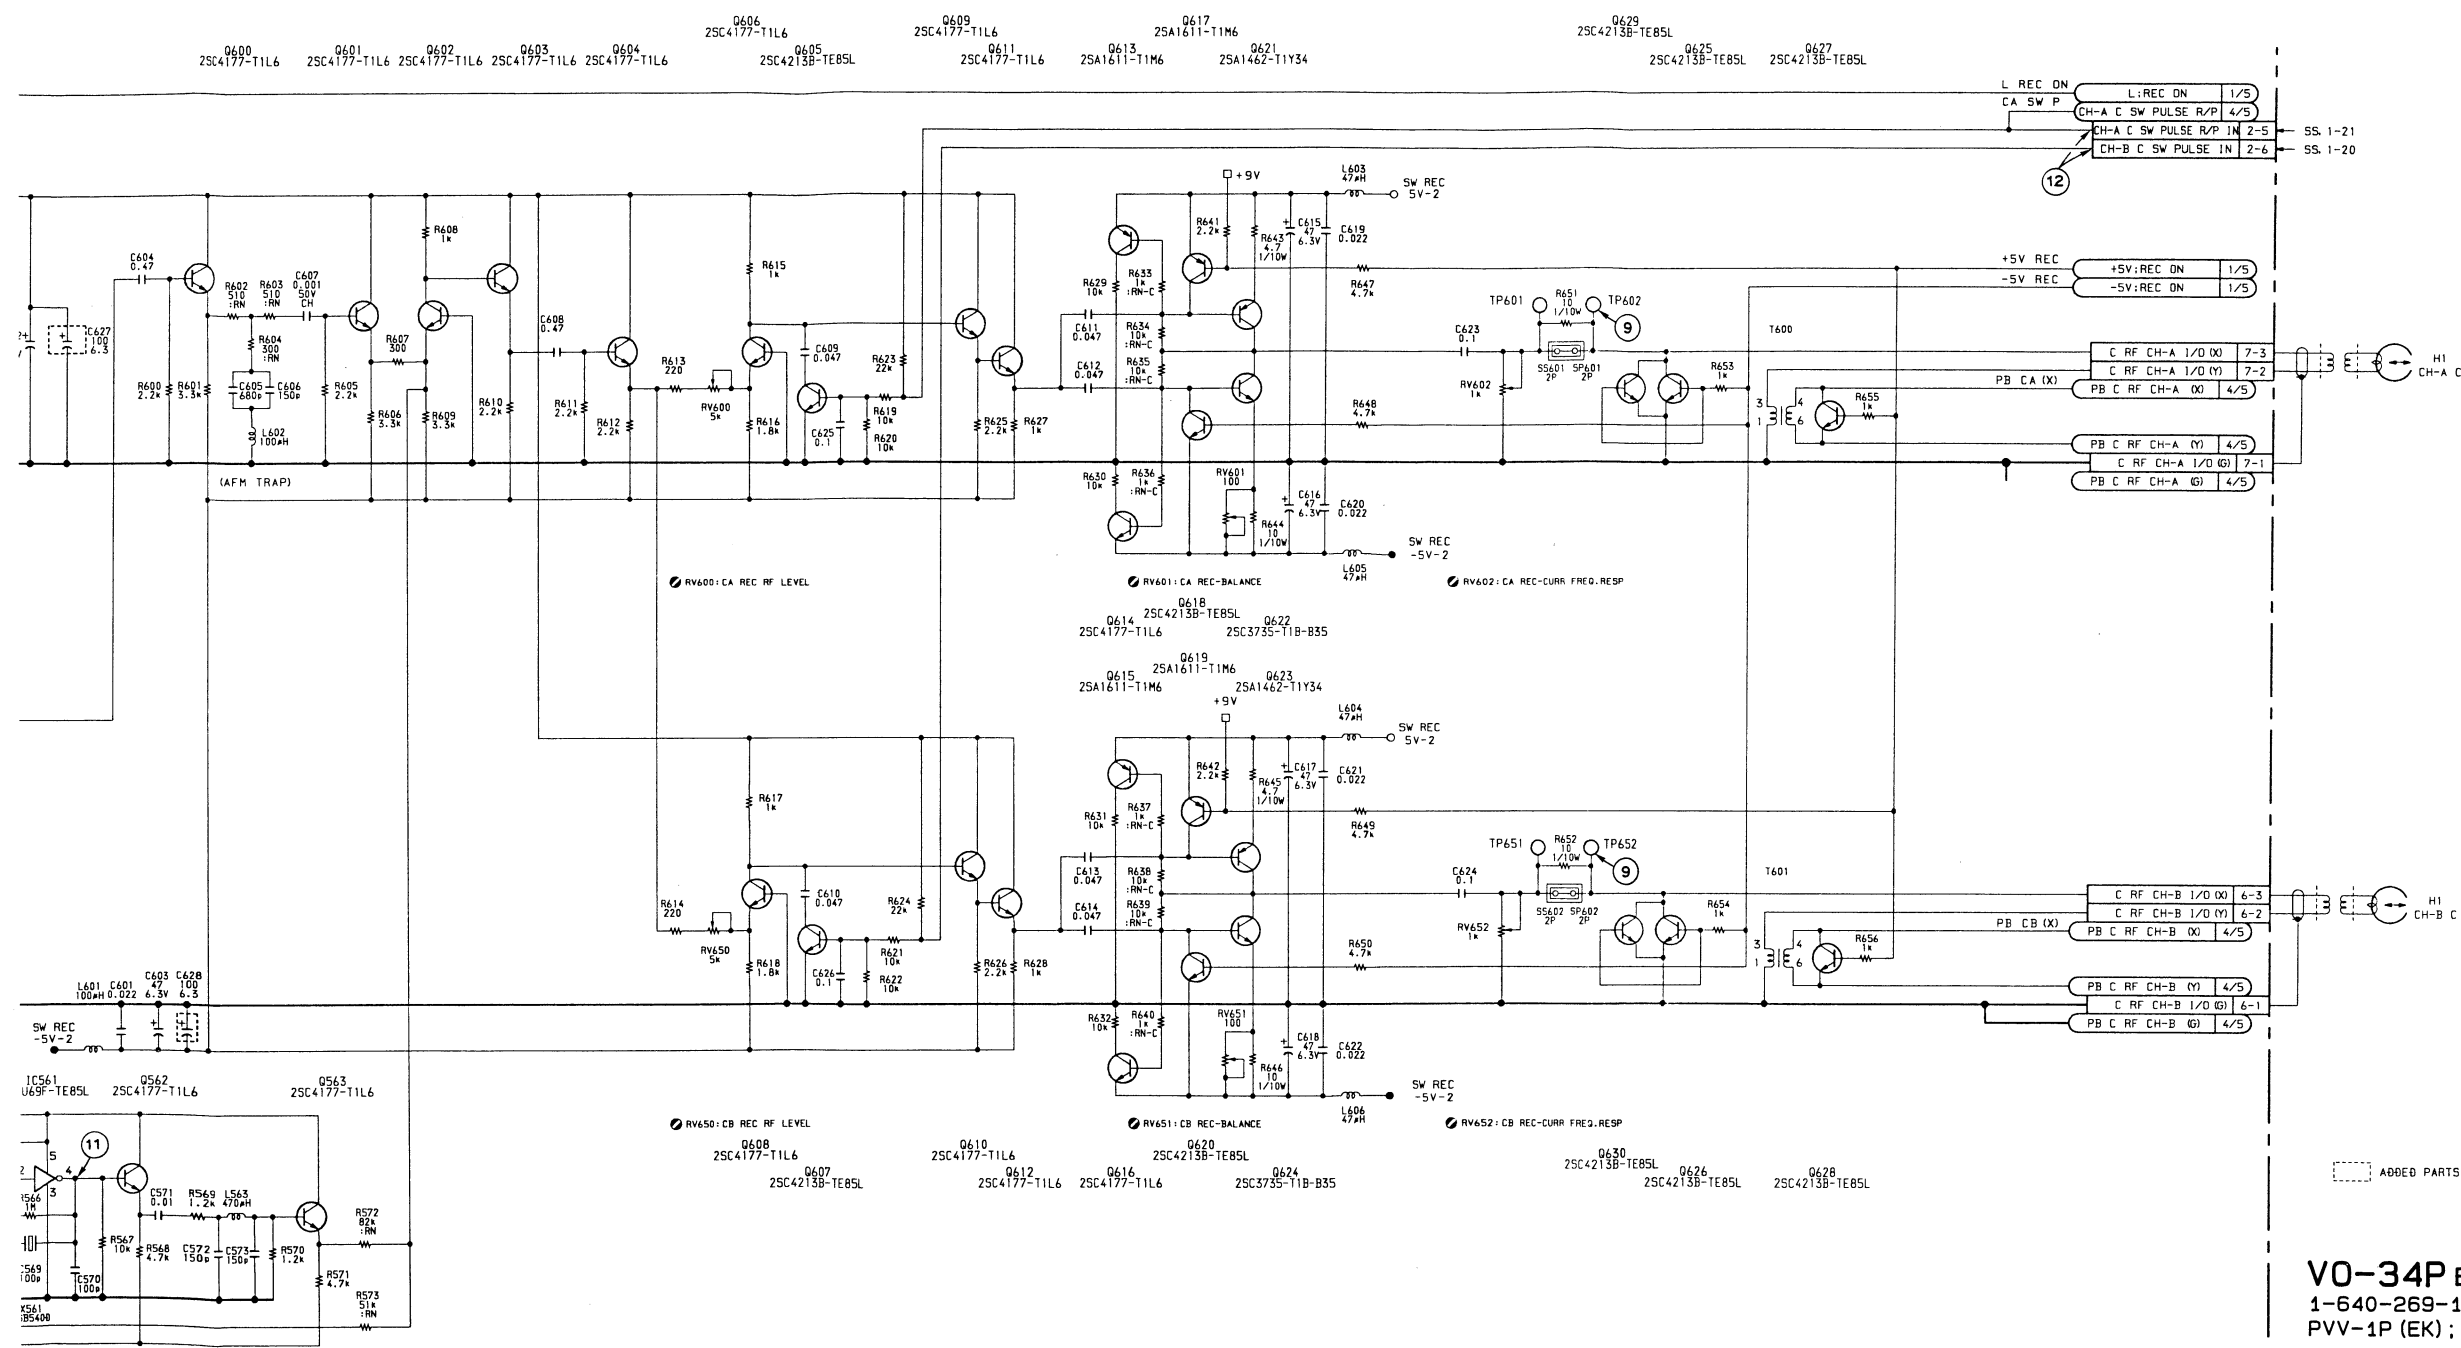 Q606
2SC4177-T1L6
Q609
2SC4177-T1L6
Q617
2SA1611-T1M6
Q629
2SC4213B-TE85L
Q600
2SC4177-T1L6
Q601
2SC4177-T1L6
Q602
2SC4177-T1L6
Q603
2SC4177-T1L6
Q604
2SC4177-T1L6
Q605
2SC4213B-TE85L
Q611
2SC4177-T1L6
Q613
2SA1611-T1M6
Q621
2SA1462-T1Y34
Q625
2SC4213B-TE85L
Q627
2SC4213B-TE85L
L REC ON
L:REC ON 1/5
CA SW P
CH-A C SW PULSE R/P 4/5
CH-A C SW PULSE R/P IN 2-5
SS. 1-21
CH-B C SW PULSE IN 2-6
SS. 1-20
12
+9V
L603
47µH
SW REC
5V-2
R608
1k
R641
2.2k
C615
47
6.3V
C619
0.022
R643
4.7
1/10W
C604
0.47
R602
510
:RN
R603
510
:RN
C607
0.001
50V
CH
R615
1k
R629
10k
R633
1k
:RN-C
R647
4.7k
+5V REC
+5V:REC ON 1/5
-5V REC
-5V:REC ON 1/5
C627
100
6.3
R604
300
:RN
R607
300
C608
0.47
C609
0.047
R623
22k
C611
0.047
R634
10k
:RN-C
R635
10k
:RN-C
C612
0.047
TP601
R651
10
1/10W
TP602
9
C623
0.1
T600
SS601
2P
SP601
2P
R653
1k
C RF CH-A I/O (X) 7-3
C RF CH-A I/O (Y) 7-2
PB CA (X)
PB C RF CH-A (X) 4/5
H1
CH-A C
R600
2.2k
R601
3.3k
C605
680p
C606
150p
R605
2.2k
R606
3.3k
R609
3.3k
R610
2.2k
R611
2.2k
R612
2.2k
R613
220
RV600
5k
R616
1.8k
C625
0.1
R619
10k
R620
10k
R625
2.2k
R627
1k
R648
4.7k
RV602
1k
3
1
4
6
R655
1k
L602
100µH
PB C RF CH-A (Y) 4/5
C RF CH-A I/O (G) 7-1
PB C RF CH-A (G) 4/5
(AFM TRAP)
R630
10k
R636
1k
:RN-C
RV601
100
C616
47
6.3V
C620
0.022
R644
10
1/10W
SW REC
-5V-2
L605
47µH
RV600:CA REC RF LEVEL
RV601:CA REC-BALANCE
RV602:CA REC-CURR FREQ.RESP
Q618
2SC4213B-TE85L
Q614
2SC4177-T1L6
Q622
2SC3735-T1B-B35
Q619
2SA1611-T1M6
Q615
2SA1611-T1M6
Q623
2SA1462-T1Y34
+9V
L604
47µH
SW REC
5V-2
R617
1k
R642
2.2k
R645
4.7
1/10W
C617
47
6.3V
C621
0.022
R631
10k
R637
1k
:RN-C
R649
4.7k
TP651
R652
10
1/10W
TP652
9
C613
0.047
R638
10k
:RN-C
C624
0.1
T601
R614
220
RV650
5k
C610
0.047
R624
22k
C614
0.047
R639
10k
:RN-C
SS602
2P
SP602
2P
R654
1k
C RF CH-B I/O (X) 6-3
C RF CH-B I/O (Y) 6-2
PB CB (X)
PB C RF CH-B (X) 4/5
H1
CH-B C
RV652
1k
R618
1.8k
C626
0.1
R621
10k
R622
10k
R626
2.2k
R628
1k
R650
4.7k
3
1
4
6
R656
1k
PB C RF CH-B (Y) 4/5
C RF CH-B I/O (G) 6-1
PB C RF CH-B (G) 4/5
L601
100µH
C601
0.022
C603
47
6.3V
C628
100
6.3
SW REC
-5V-2
R632
10k
R640
1k
:RN-C
RV651
100
C618
47
6.3V
C622
0.022
R646
10
1/10W
SW REC
-5V-2
L606
47µH
IC561
U69F-TE85L
Q562
2SC4177-T1L6
Q563
2SC4177-T1L6
RV650:CB REC RF LEVEL
RV651:CB REC-BALANCE
RV652:CB REC-CURR FREQ.RESP
Q608
2SC4177-T1L6
Q610
2SC4177-T1L6
Q620
2SC4213B-TE85L
Q630
2SC4213B-TE85L
Q607
2SC4213B-TE85L
Q612
2SC4177-T1L6
Q616
2SC4177-T1L6
Q624
2SC3735-T1B-B35
Q626
2SC4213B-TE85L
Q628
2SC4213B-TE85L
ADDED PARTS
11
5
2
4
3
R566
1M
C571
0.01
R569
1.2k
L563
470µH
R572
82k
:RN
R567
10k
R568
4.7k
C572
150p
C573
150p
R570
1.2k
C569
100p
C570
100p
R571
4.7k
R573
51k
:RN
X561
VO-34P
1-640-269-1
PVV-1P (EK) ;